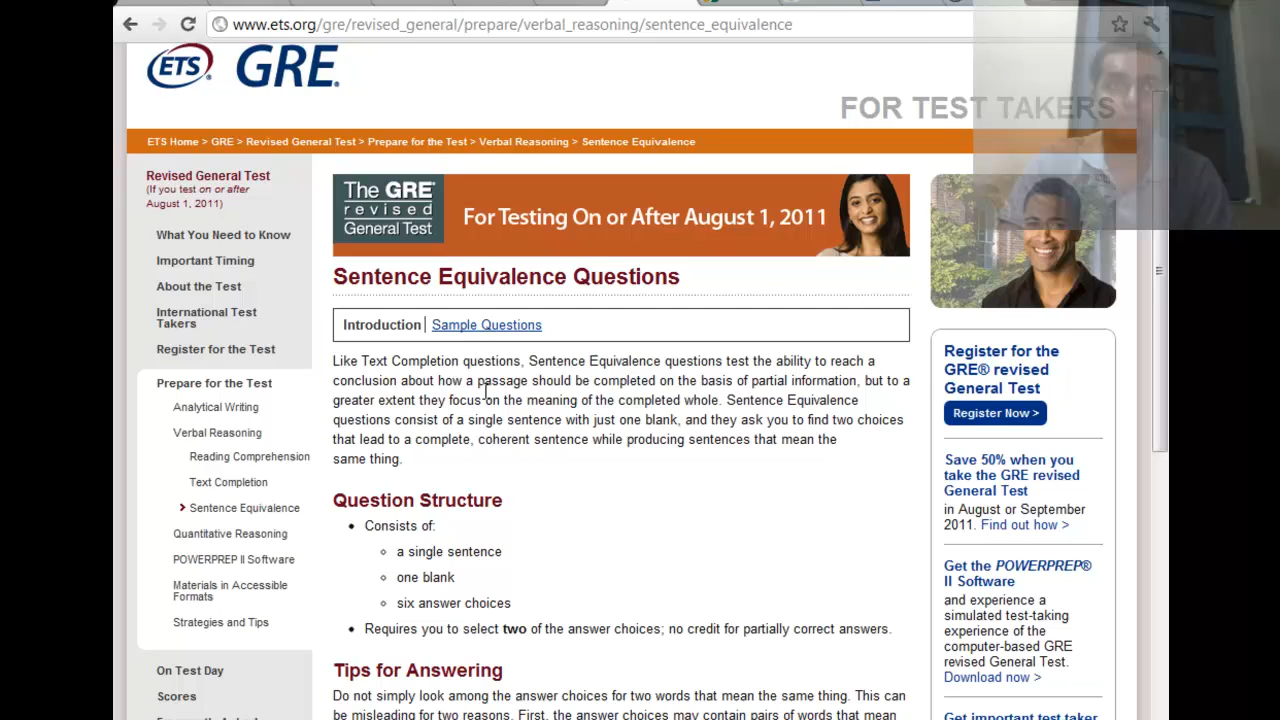 www.ets.org/gre/revised_general/prepare/verbal_reasoning/sentence_equivalence
ETS GRE
FOR TEST TAKERS
ETS Home > GRE > Revised General Test > Prepare for the Test > Verbal Reasoning > Sentence Equivalence
Revised General Test
(If you test on or after
August 1, 2011)
What You Need to Know
Important Timing
About the Test
International Test
Takers
Register for the Test
Prepare for the Test
Analytical Writing
Verbal Reasoning
Reading Comprehension
Text Completion
Sentence Equivalence
Quantitative Reasoning
POWERPREP II Software
Materials in Accessible
Formats
Strategies and Tips
On Test Day
Scores
The GRE®
revised
General Test
For Testing On or After August 1, 2011
Sentence Equivalence Questions
Introduction | Sample Questions
Like Text Completion questions, Sentence Equivalence questions test the ability to reach a
conclusion about how a passage should be completed on the basis of partial information, but to a
greater extent they focus on the meaning of the completed whole. Sentence Equivalence
questions consist of a single sentence with just one blank, and they ask you to find two choices
that lead to a complete, coherent sentence while producing sentences that mean the
same thing.
Question Structure
• Consists of:
◦ a single sentence
◦ one blank
◦ six answer choices
• Requires you to select two of the answer choices; no credit for partially correct answers.
Tips for Answering
Do not simply look among the answer choices for two words that mean the same thing. This can
be misleading for two reasons. First, the answer choices may contain pairs of words that mean
Register for the
GRE® revised
General Test
Register Now >
Save 50% when you
take the GRE revised
General Test
in August or September
2011. Find out how >
Get the POWERPREP®
II Software
and experience a
simulated test-taking
experience of the
computer-based GRE
revised General Test.
Download now >
Get important test taker